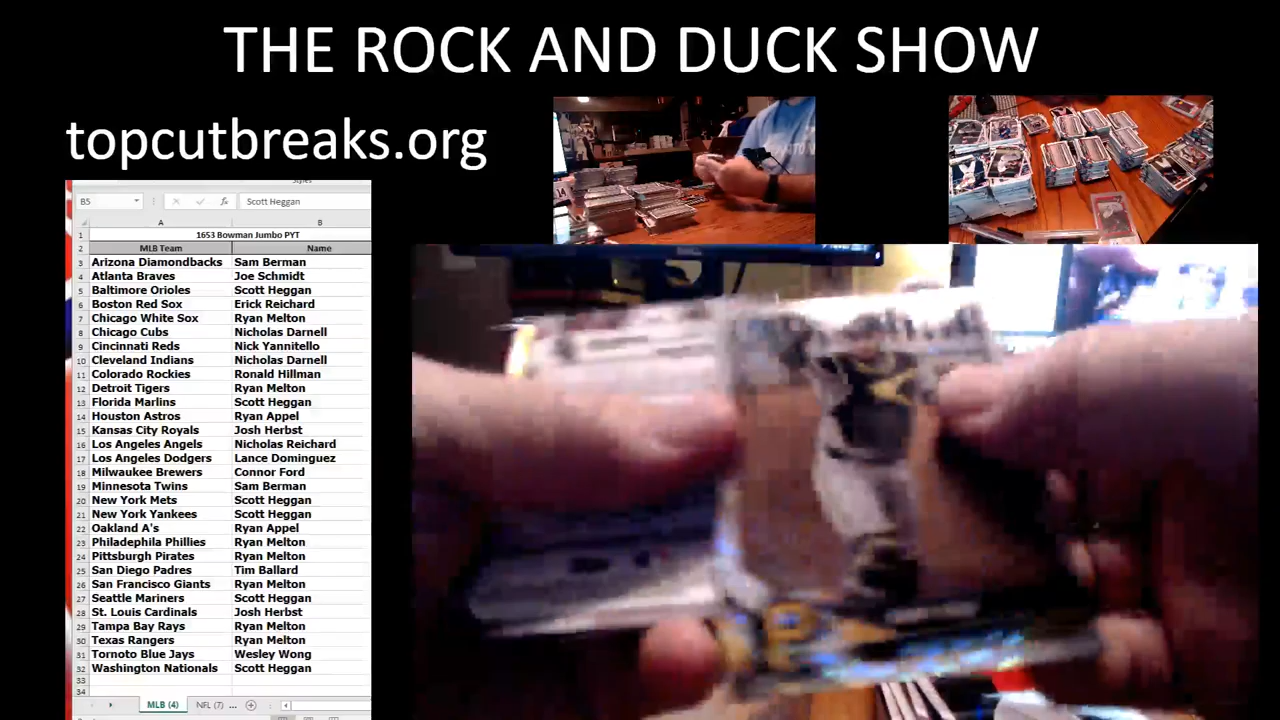 THE ROCK AND DUCK SHOW
topcutbreaks.org
B5 Scott Heggan
A B
1 1653 Bowman Jumbo PYT
2 MLB Team Name
3 Arizona Diamondbacks Sam Berman
4 Atlanta Braves Joe Schmidt
5 Baltimore Orioles Scott Heggan
6 Boston Red Sox Erick Reichard
7 Chicago White Sox Ryan Melton
8 Chicago Cubs Nicholas Darnell
9 Cincinnati Reds Nick Yannitello
10 Cleveland Indians Nicholas Darnell
11 Colorado Rockies Ronald Hillman
12 Detroit Tigers Ryan Melton
13 Florida Marlins Scott Heggan
14 Houston Astros Ryan Appel
15 Kansas City Royals Josh Herbst
16 Los Angeles Angels Nicholas Reichard
17 Los Angeles Dodgers Lance Dominguez
18 Milwaukee Brewers Connor Ford
19 Minnesota Twins Sam Berman
20 New York Mets Scott Heggan
21 New York Yankees Scott Heggan
22 Oakland A's Ryan Appel
23 Philadephila Phillies Ryan Melton
24 Pittsburgh Pirates Ryan Melton
25 San Diego Padres Tim Ballard
26 San Francisco Giants Ryan Melton
27 Seattle Mariners Scott Heggan
28 St. Louis Cardinals Josh Herbst
29 Tampa Bay Rays Ryan Melton
30 Texas Rangers Ryan Melton
31 Tornoto Blue Jays Wesley Wong
32 Washington Nationals Scott Heggan
33
34
MLB (4) NFL (7) ...